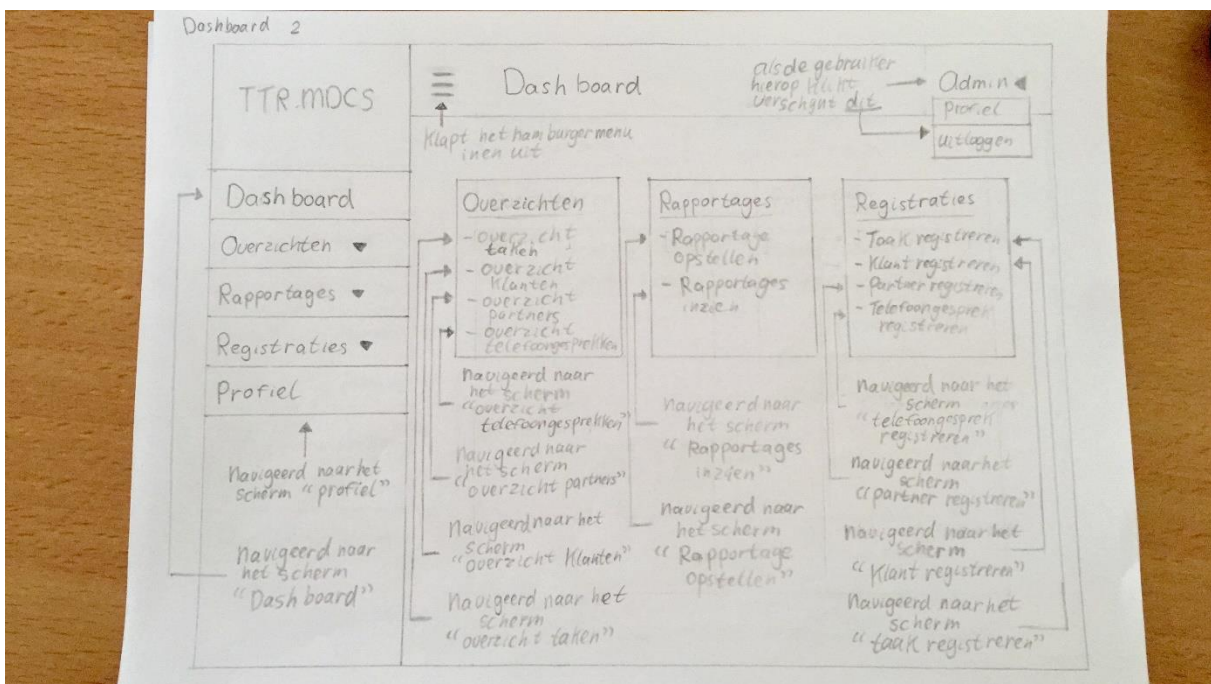 Dashboard 2
TTR.MDCS
Dashboard
als de gebruiker
hierop klikt
verschijnt dit
Admin
Profiel
uitloggen
Klapt het hamburger menu
in en uit
Dashboard
Overzichten
Rapportages
Registraties
Profiel
navigeerd naar het
scherm "profiel"
navigeerd naar
het scherm
"Dashboard"
Overzichten
- overzicht
taken
- overzicht
klanten
- overzicht
partners
- overzicht
telefoongesprekken
navigeerd naar
het scherm
"overzicht
telefoongesprekken"
navigeerd naar
het scherm
"overzicht partners"
navigeerd naar het
scherm
"overzicht klanten"
navigeerd naar het
scherm
"overzicht taken"
Rapportages
- Rapportage
opstellen
- Rapportages
inzien
navigeerd naar
het scherm
"Rapportages
inzien"
navigeerd naar
het scherm
"Rapportage
opstellen"
Registraties
- Taak registreren
- Klant registreren
- Partner registreren
- Telefoongesprek
registreren
navigeerd naar het
scherm
"telefoongesprek
registreren"
navigeerd naar het
scherm
"partner registreren"
navigeerd naar het
scherm
"Klant registreren"
navigeerd naar het
scherm
"taak registreren"